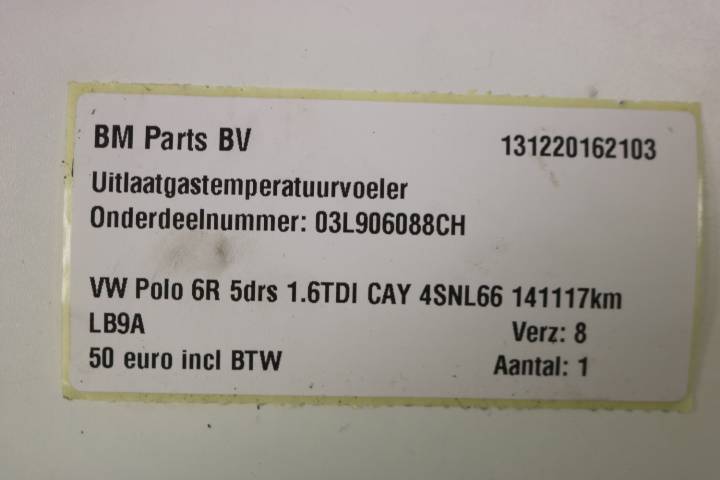 BM Parts BV 131220162103
Uitlaatgastemperatuurvoeler
Onderdeelnummer: 03L906088CH
VW Polo 6R 5drs 1.6TDI CAY 4SNL66 141117km
LB9A Verz: 8
50 euro incl BTW Aantal: 1